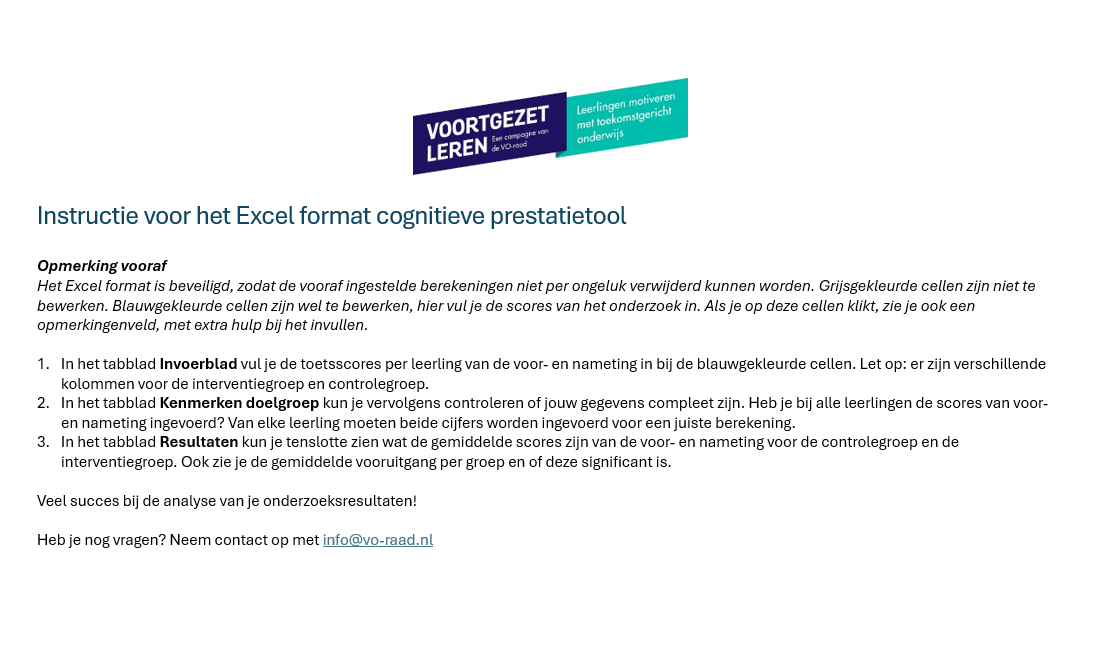 VOORTGEZET
LEREN Een campagne van
de VO-raad
Leerlingen motiveren
met toekomstgericht
onderwijs
Instructie voor het Excel format cognitieve prestatietool
Opmerking vooraf
Het Excel format is beveiligd, zodat de vooraf ingestelde berekeningen niet per ongeluk verwijderd kunnen worden. Grijsgekleurde cellen zijn niet te
bewerken. Blauwgekleurde cellen zijn wel te bewerken, hier vul je de scores van het onderzoek in. Als je op deze cellen klikt, zie je ook een
opmerkingenveld, met extra hulp bij het invullen.
1. In het tabblad Invoerblad vul je de toetsscores per leerling van de voor- en nameting in bij de blauwgekleurde cellen. Let op: er zijn verschillende
kolommen voor de interventiegroep en controlegroep.
2. In het tabblad Kenmerken doelgroep kun je vervolgens controleren of jouw gegevens compleet zijn. Heb je bij alle leerlingen de scores van voor-
en nameting ingevoerd? Van elke leerling moeten beide cijfers worden ingevoerd voor een juiste berekening.
3. In het tabblad Resultaten kun je tenslotte zien wat de gemiddelde scores zijn van de voor- en nameting voor de controlegroep en de
interventiegroep. Ook zie je de gemiddelde vooruitgang per groep en of deze significant is.
Veel succes bij de analyse van je onderzoeksresultaten!
Heb je nog vragen? Neem contact op met info@vo-raad.nl